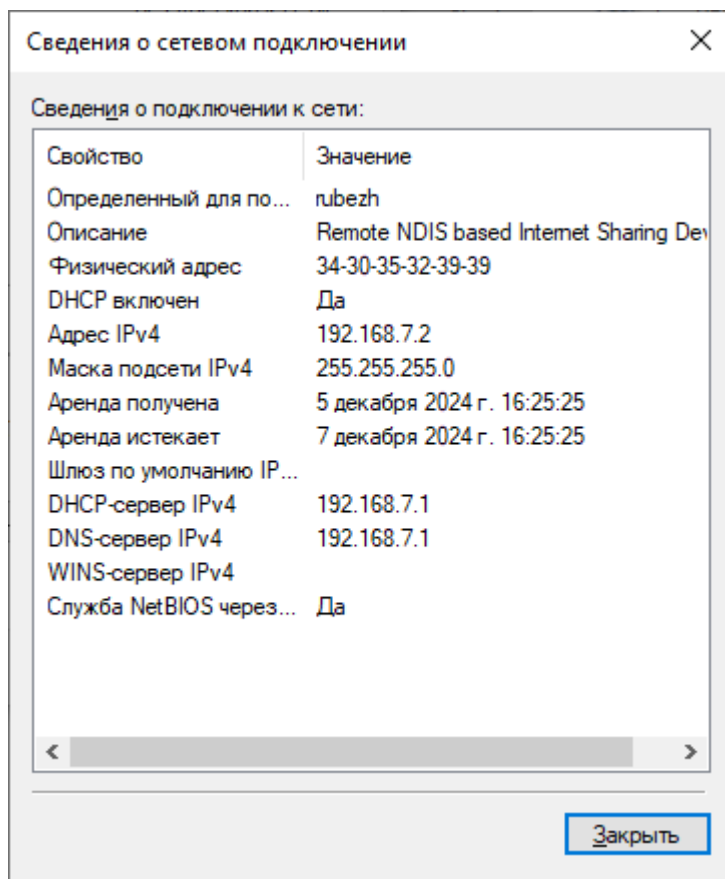 Сведения о сетевом подключении
Сведения о подключении к сети:
Свойство Значение
Определенный для по... rubezh
Описание Remote NDIS based Internet Sharing Dev
Физический адрес 34-30-35-32-39-39
DHCP включен Да
Адрес IPv4 192.168.7.2
Маска подсети IPv4 255.255.255.0
Аренда получена 5 декабря 2024 г. 16:25:25
Аренда истекает 7 декабря 2024 г. 16:25:25
Шлюз по умолчанию IP...
DHCP-сервер IPv4 192.168.7.1
DNS-сервер IPv4 192.168.7.1
WINS-сервер IPv4
Служба NetBIOS через... Да
Закрыть